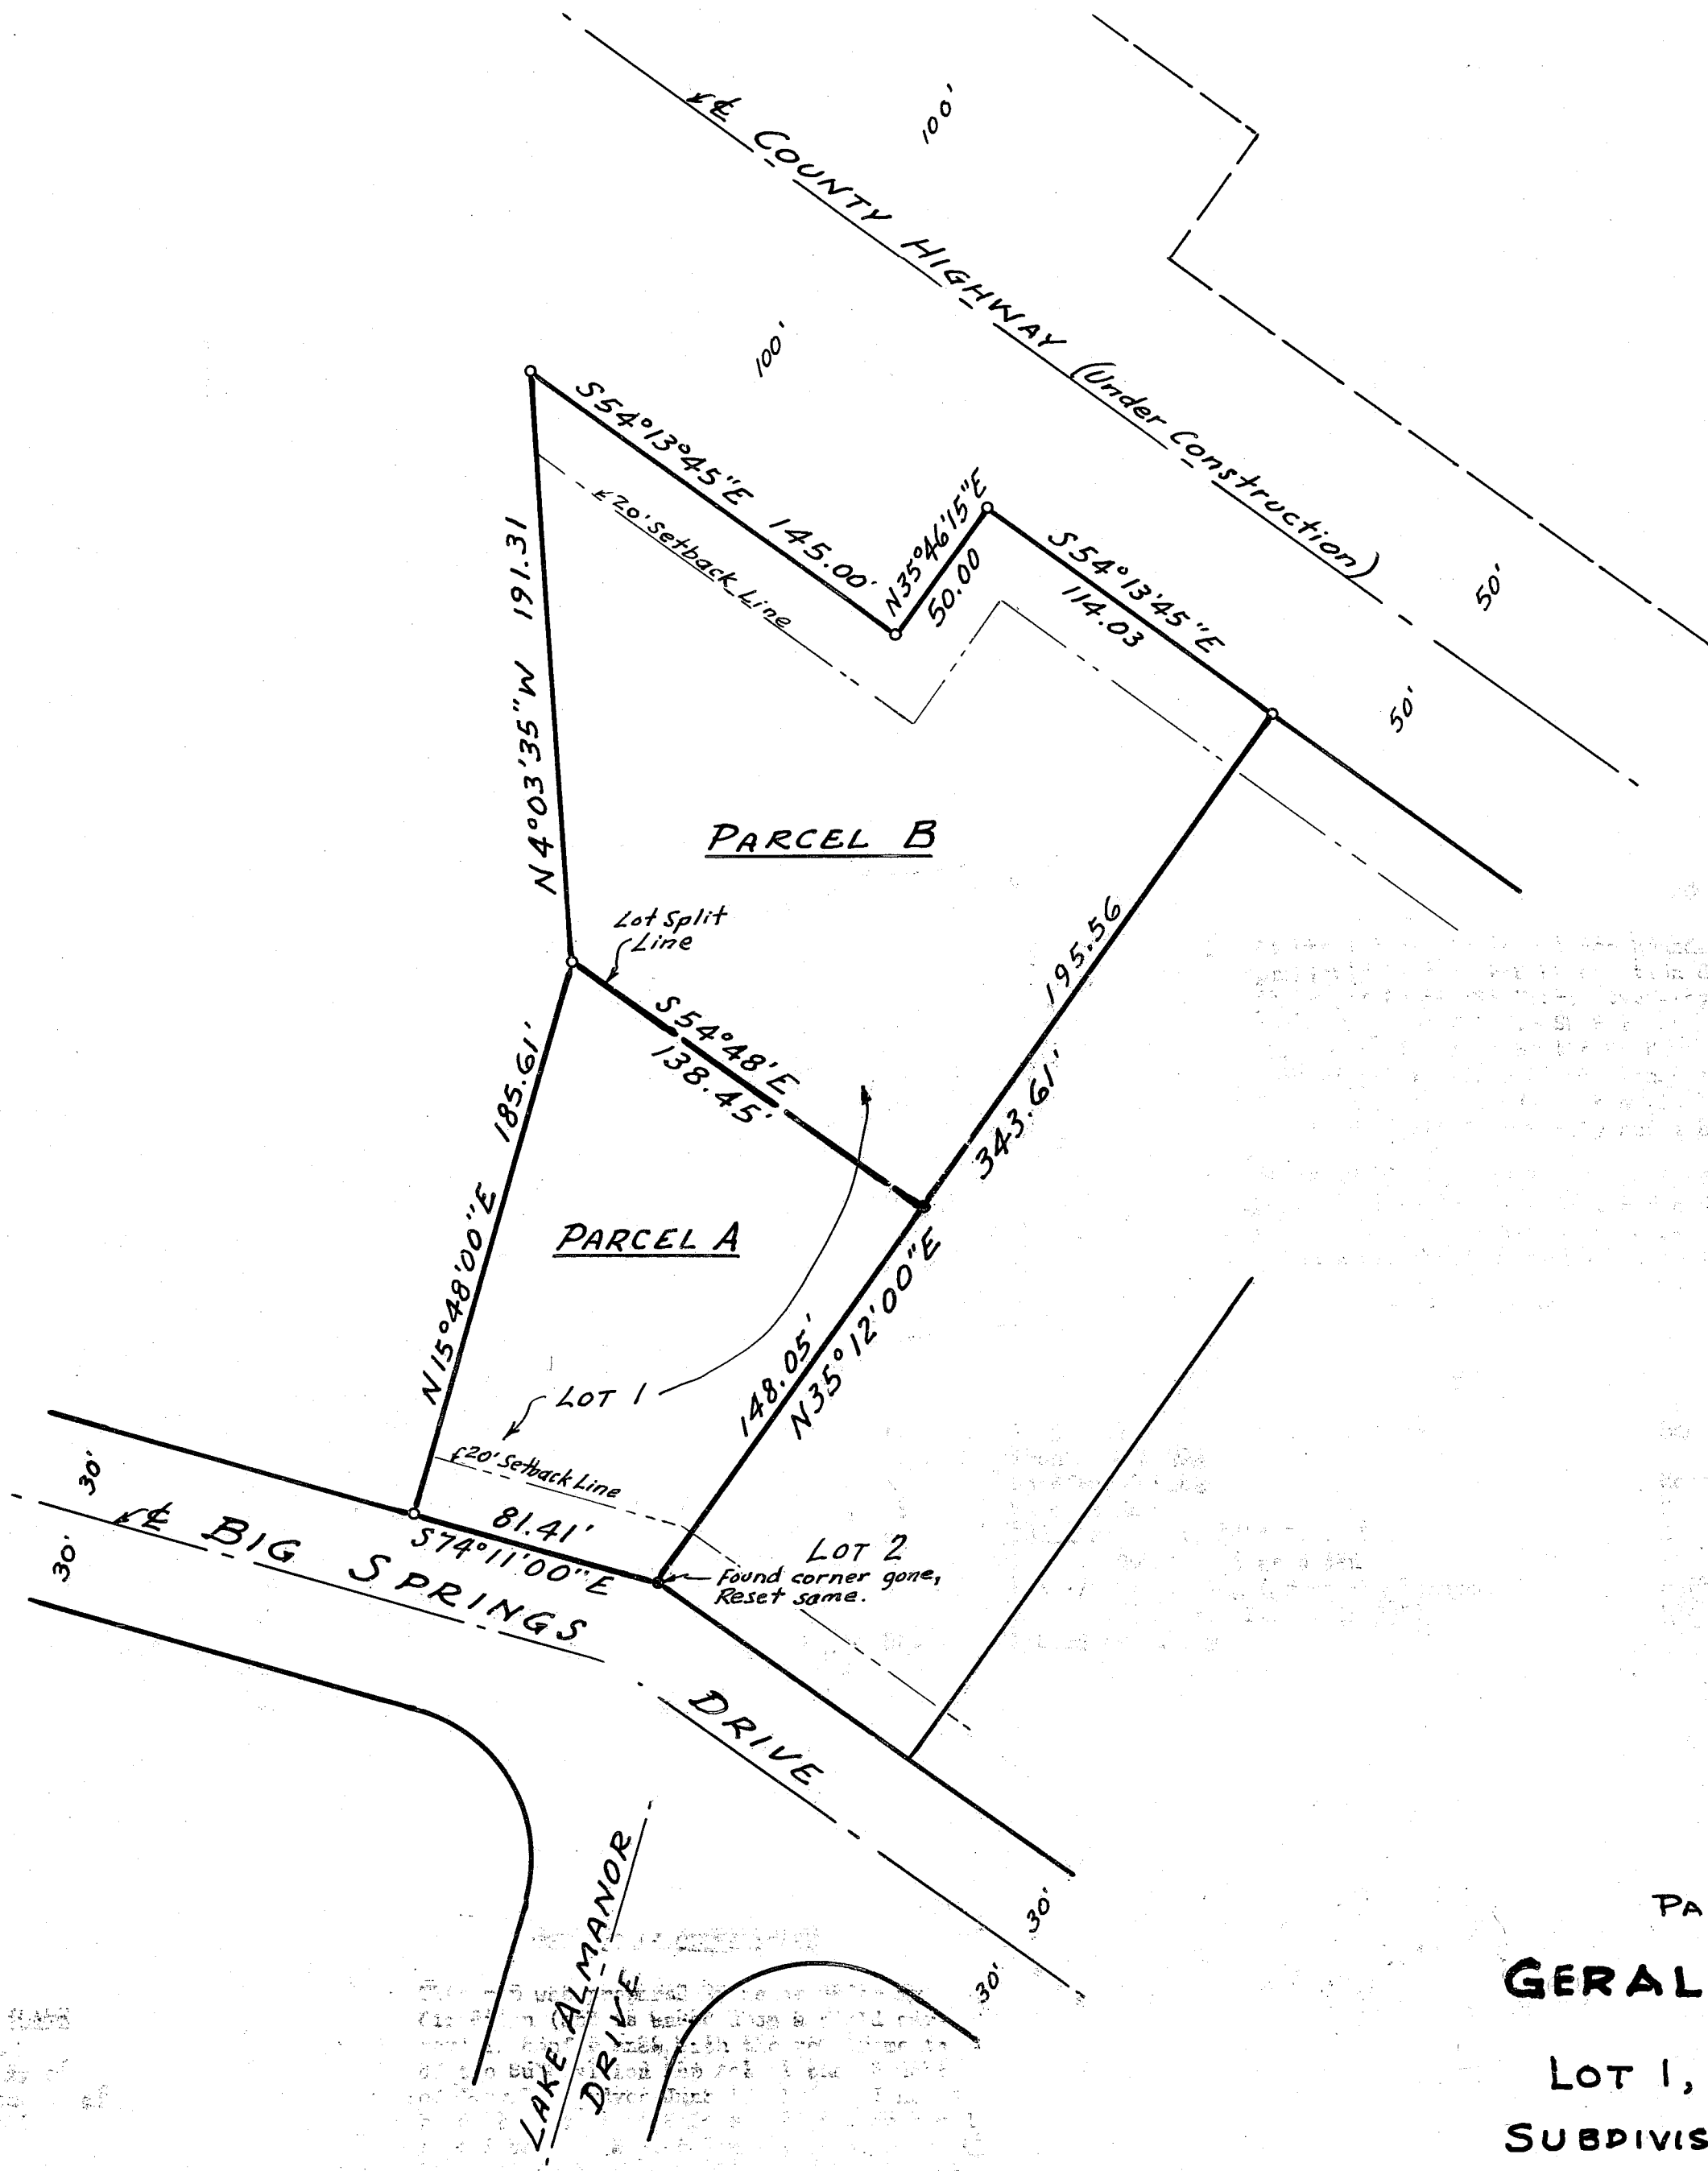 100'
℄ COUNTY HIGHWAY (Under Construction)
100'
S54°13°45"E 145.00'
20' Setback Line
N35°46'15"E
50.00
S54°13'45"E
114.03
50'
50'
N4°03'35"W 191.31
PARCEL B
Lot Split
Line
S54°48'E
138.45'
195.56
343.61'
N15°48'00"E 185.61'
PARCEL A
148.05'
N35°12'00"E
LOT 1
20' Setback Line
81.41'
S74°11'00"E
LOT 2
Found corner gone,
Reset same.
30'
30'
℄ BIG SPRINGS DRIVE
30'
30'
LAKE ALMANOR
DRIVE
PA
GERAL
LOT 1,
SUBDIVIS